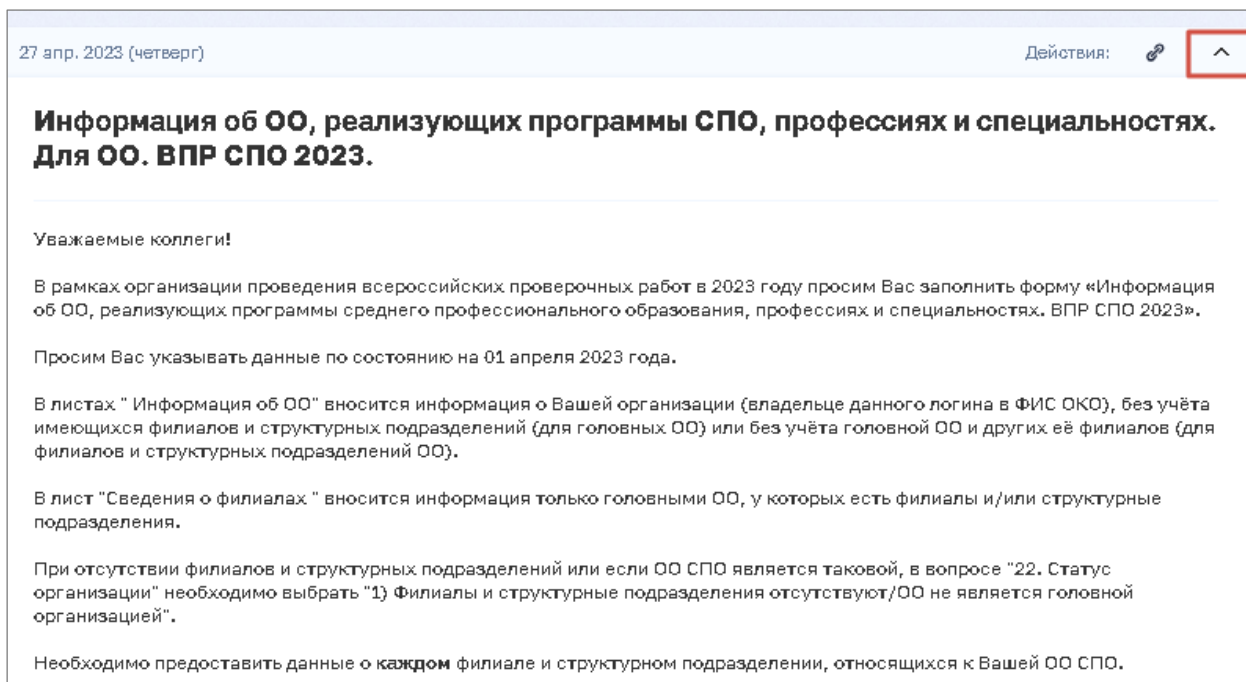 27 апр. 2023 (четверг)
Действия:
Информация об ОО, реализующих программы СПО, профессиях и специальностях.
Для ОО. ВПР СПО 2023.
Уважаемые коллеги!
В рамках организации проведения всероссийских проверочных работ в 2023 году просим Вас заполнить форму «Информация
об ОО, реализующих программы среднего профессионального образования, профессиях и специальностях. ВПР СПО 2023».
Просим Вас указывать данные по состоянию на 01 апреля 2023 года.
В листах " Информация об ОО" вносится информация о Вашей организации (владельце данного логина в ФИС ОКО), без учёта
имеющихся филиалов и структурных подразделений (для головных ОО) или без учёта головной ОО и других её филиалов (для
филиалов и структурных подразделений ОО).
В лист "Сведения о филиалах " вносится информация только головными ОО, у которых есть филиалы и/или структурные
подразделения.
При отсутствии филиалов и структурных подразделений или если ОО СПО является таковой, в вопросе "22. Статус
организации" необходимо выбрать "1) Филиалы и структурные подразделения отсутствуют/ОО не является головной
организацией".
Необходимо предоставить данные о каждом филиале и структурном подразделении, относящихся к Вашей ОО СПО.